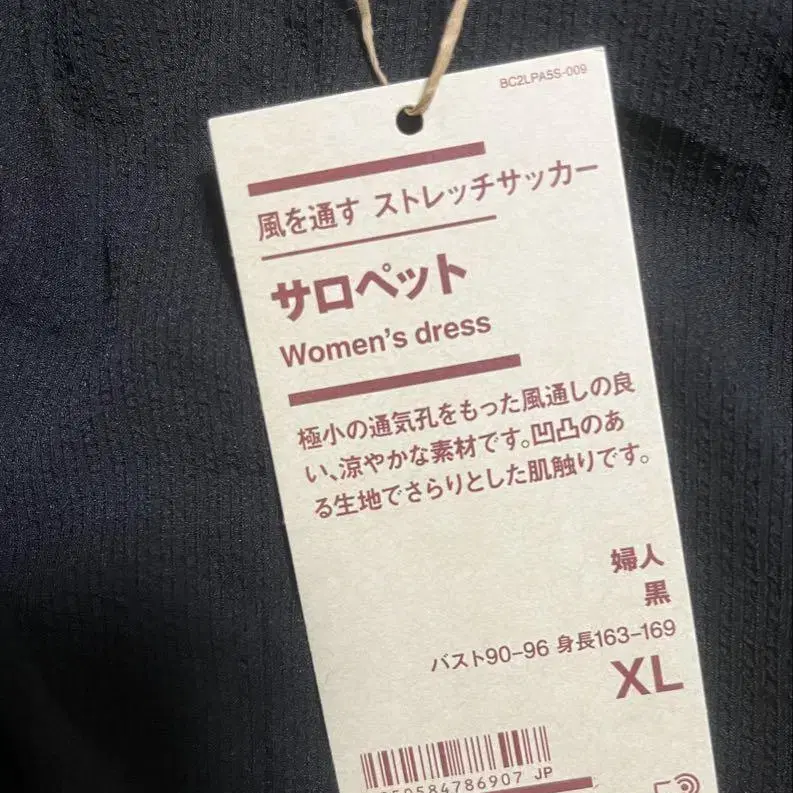 BC2LPA5S-009
風を通す ストレッチサッカー
サロペット
Women's dress
極小の通気孔をもった風通しの良
い、涼やかな素材です。凹凸のあ
る生地でさらりとした肌触りです。
婦人
黒
バスト90–96 身長163–169
XL
50584786907 JP